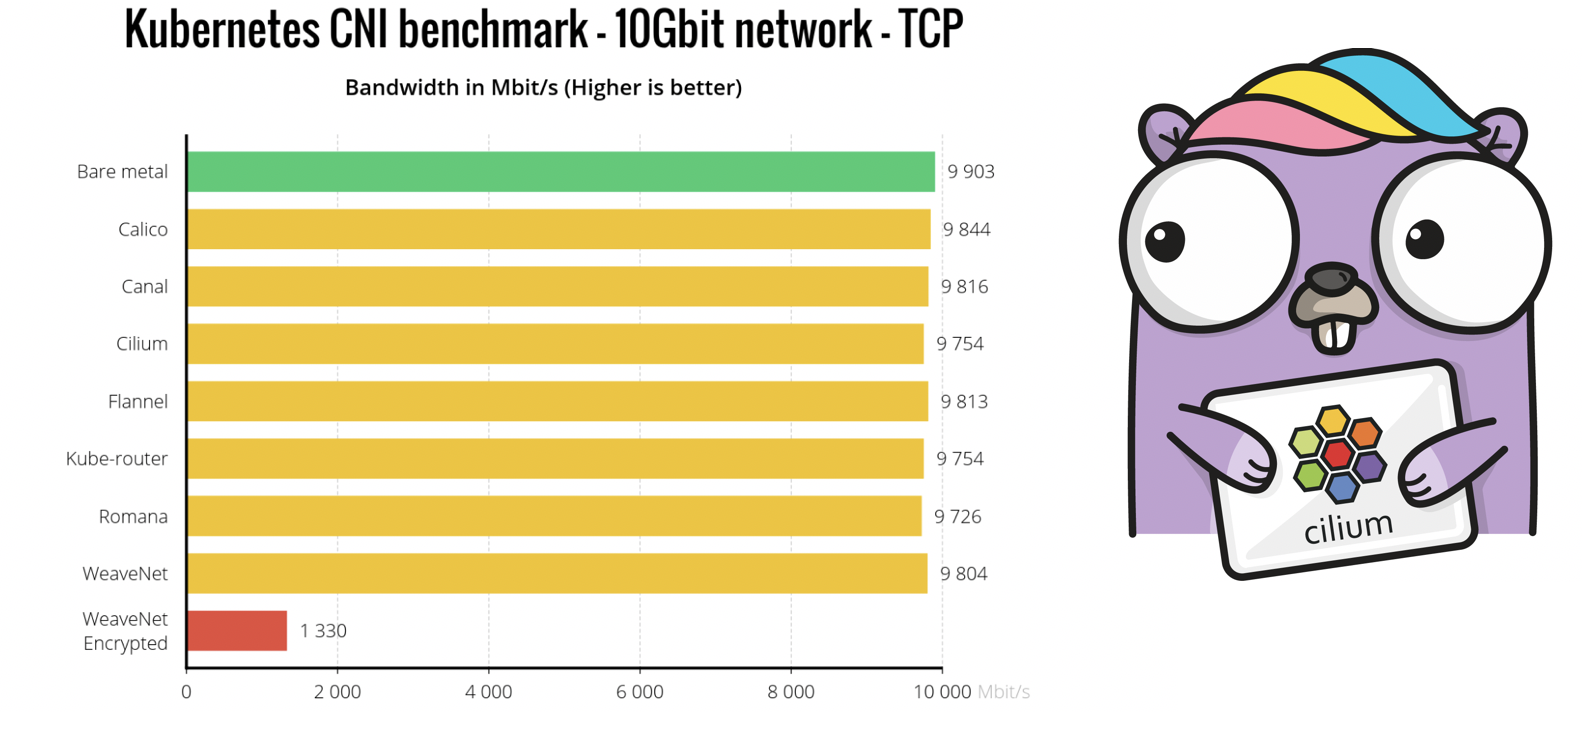 Kubernetes CNI benchmark - 10Gbit network - TCP
Bandwidth in Mbit/s (Higher is better)
Bare metal 9 903
Calico 9 844
Canal 9 816
Cilium 9 754
Flannel 9 813
Kube-router 9 754
Romana 9 726
WeaveNet 9 804
WeaveNet
Encrypted 1 330
0 2 000 4 000 6 000 8 000 10 000 Mbit/s
cilium